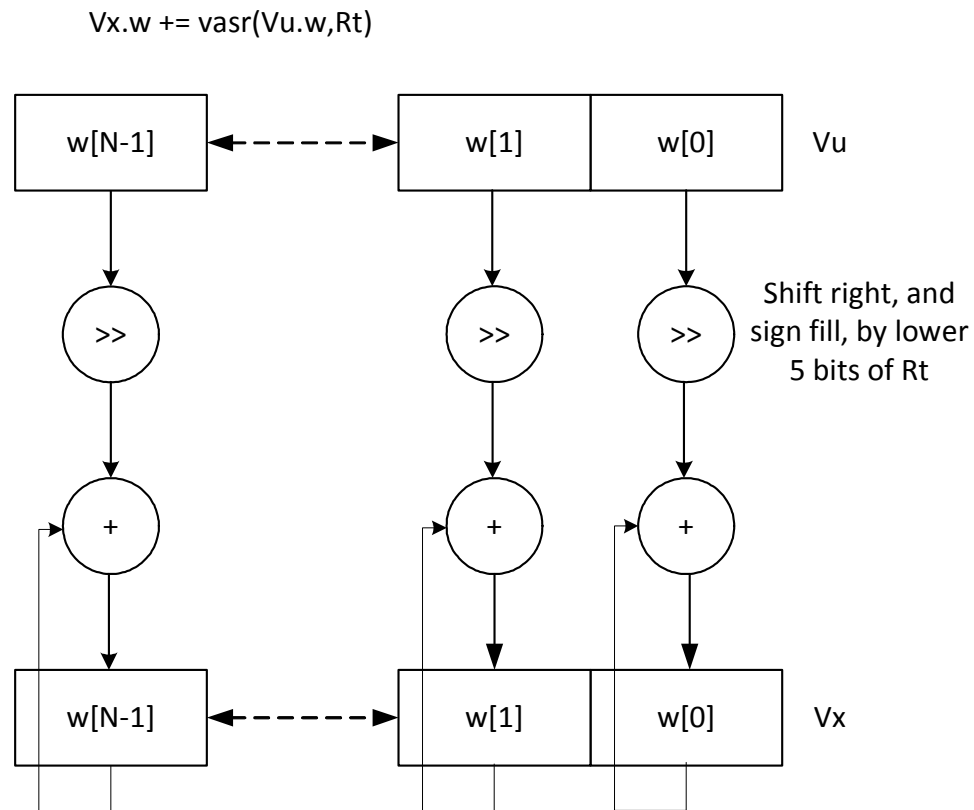 Vx.w += vasr(Vu.w,Rt)
w[N-1] w[1] w[0] Vu
>> >> >>
Shift right, and
sign fill, by lower
5 bits of Rt
+ + +
w[N-1] w[1] w[0] Vx